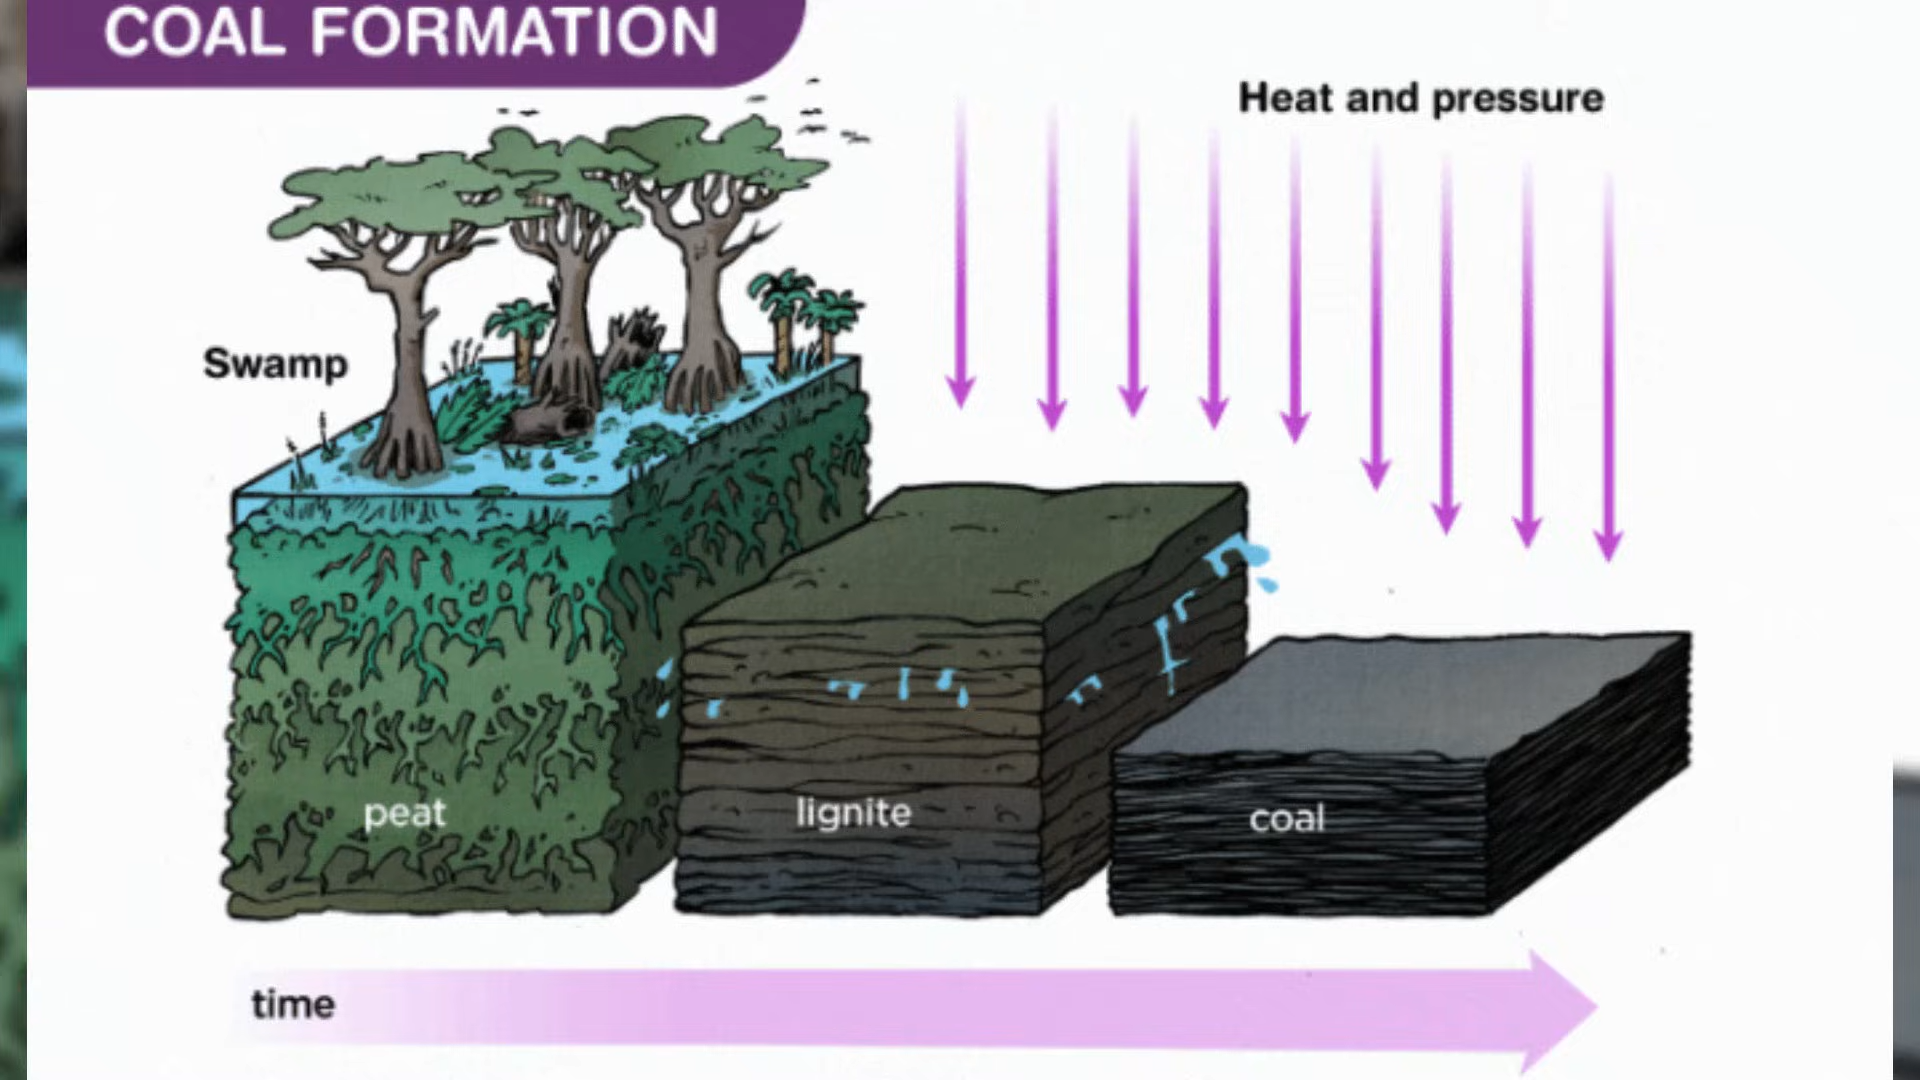 COAL FORMATION
Heat and pressure
Swamp
peat
lignite
coal
time